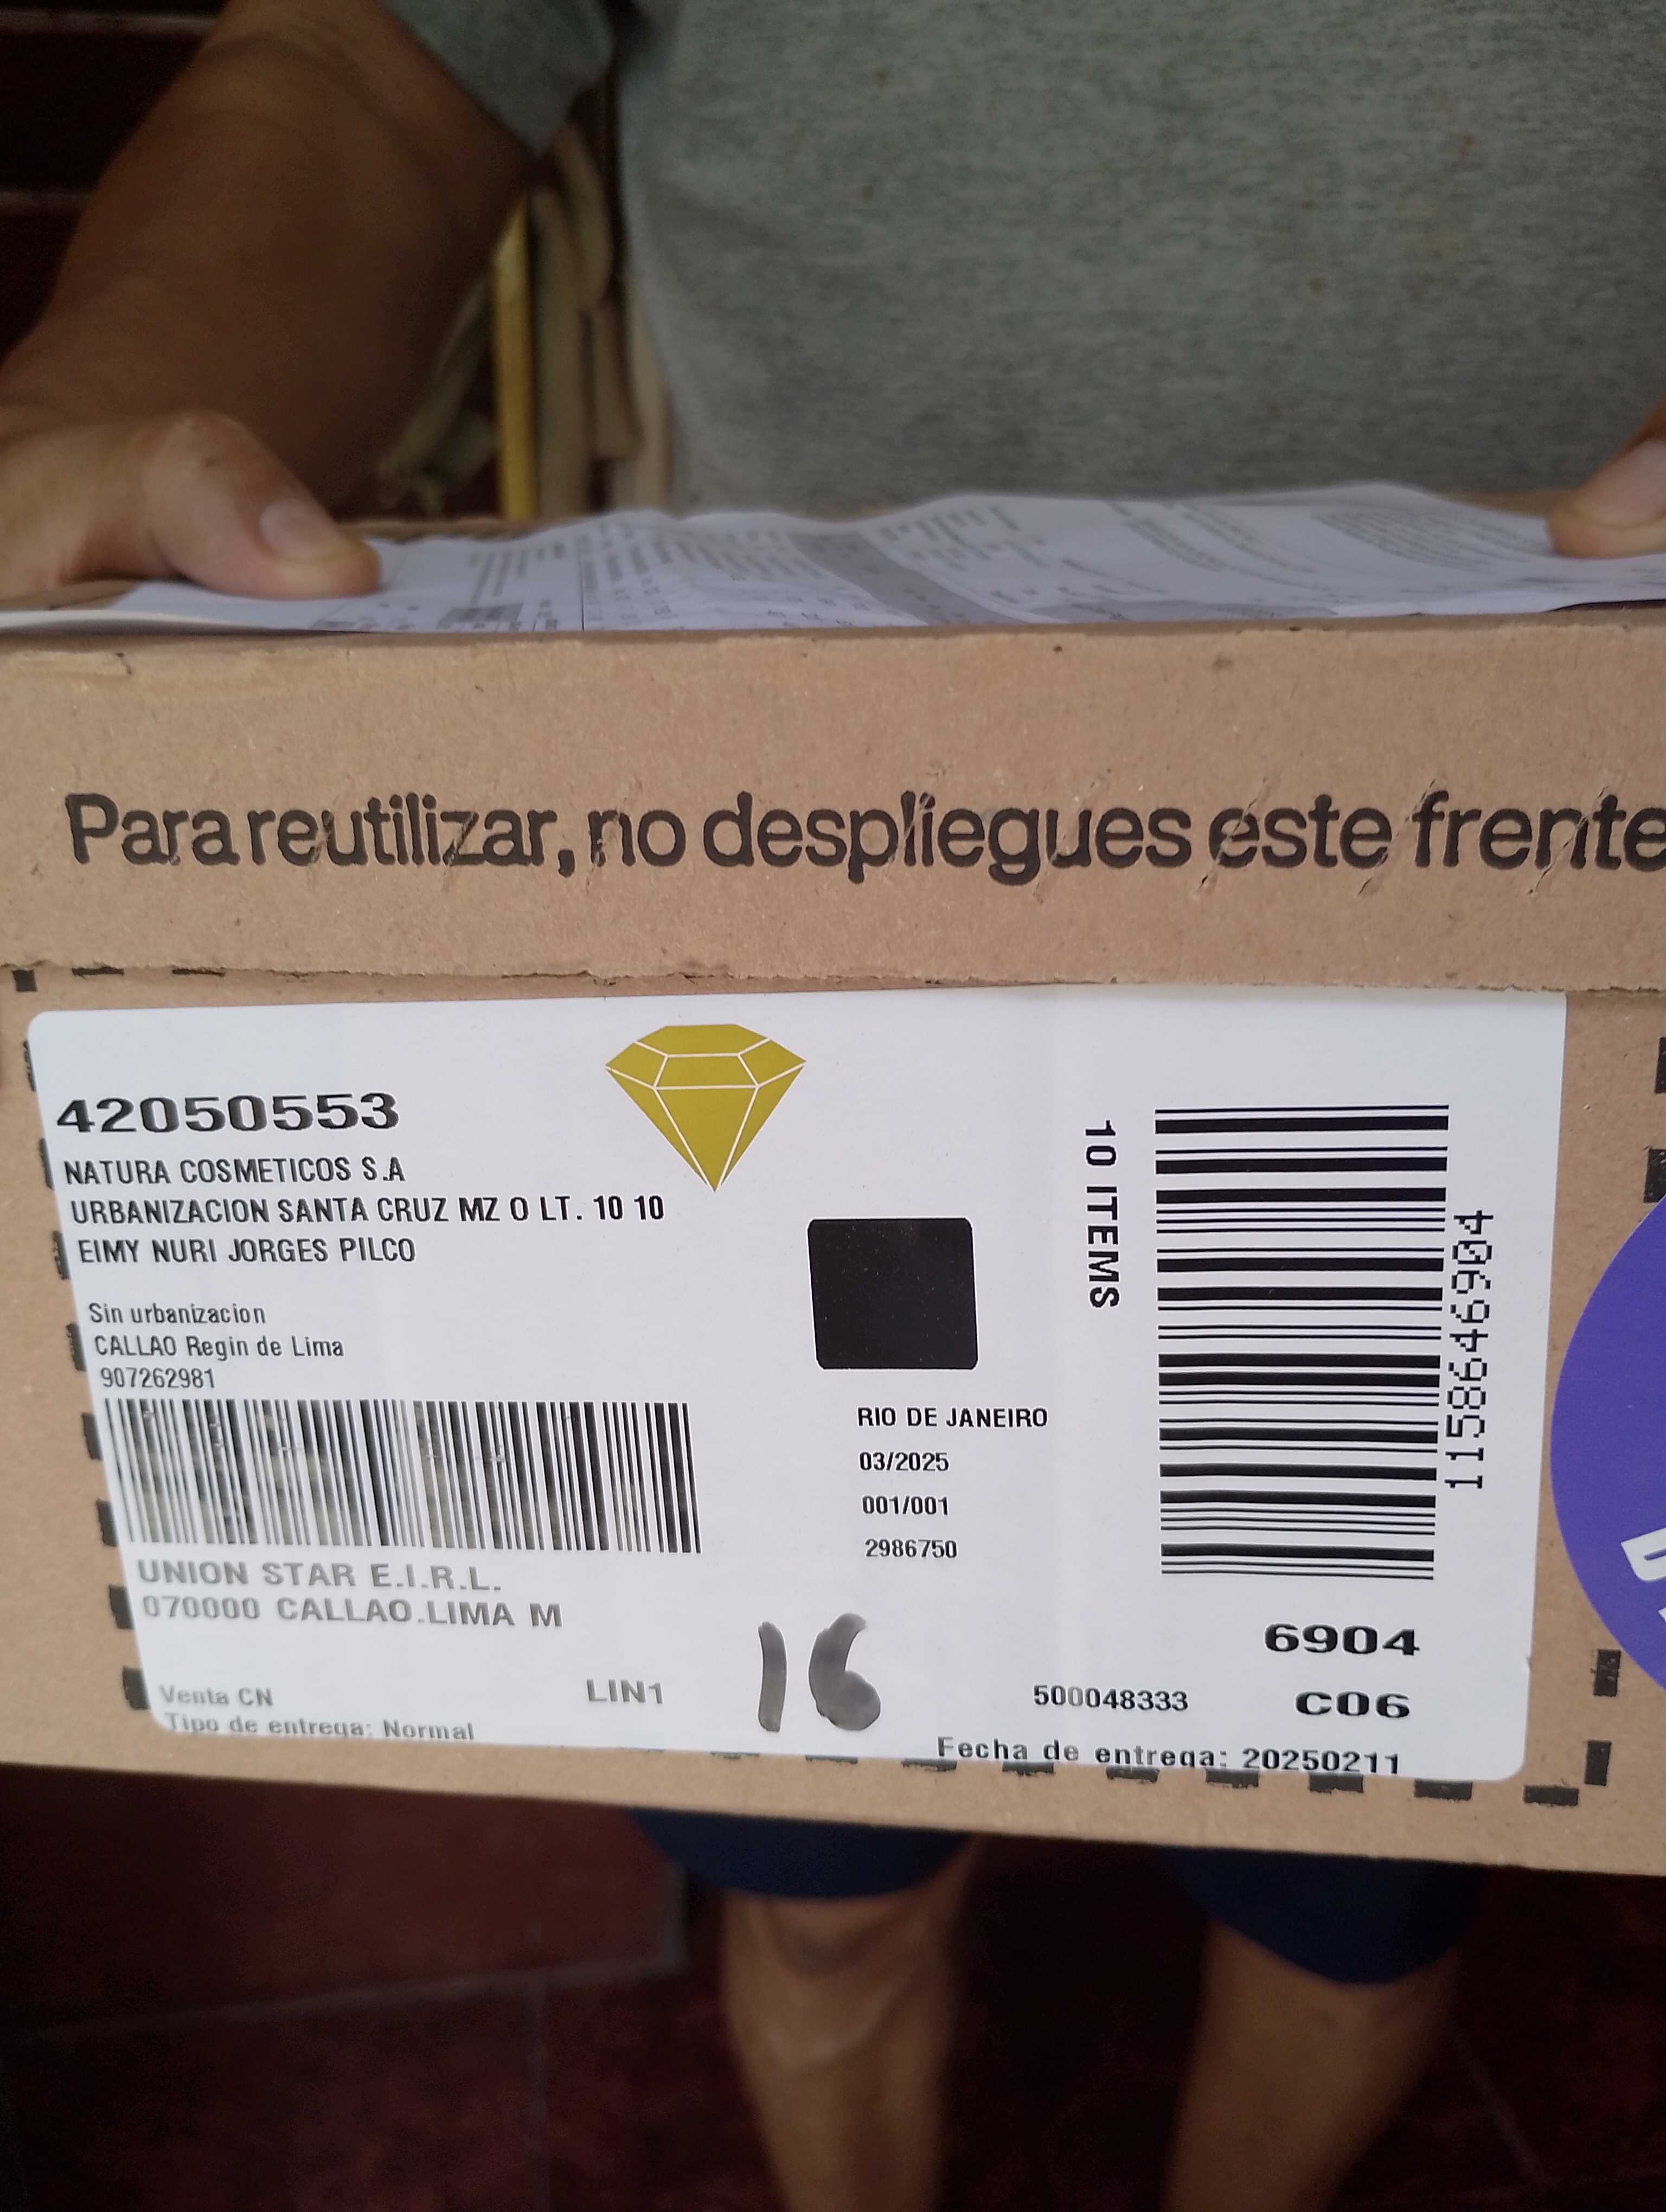 Para reutilizar, no despliegues este frente
42050553
NATURA COSMETICOS S.A
URBANIZACION SANTA CRUZ MZ O LT. 10 10
EIMY NURI JORGES PILCO
Sin urbanizacion
CALLAO Regin de Lima
907262981
UNION STAR E.I.R.L.
070000 CALLAO.LIMA M
Venta CN
LIN1
Tipo de entrega: Normal
RIO DE JANEIRO
03/2025
001/001
2986750
16
10 ITEMS
1158646904
6904
500048333
C06
Fecha de entrega: 20250211